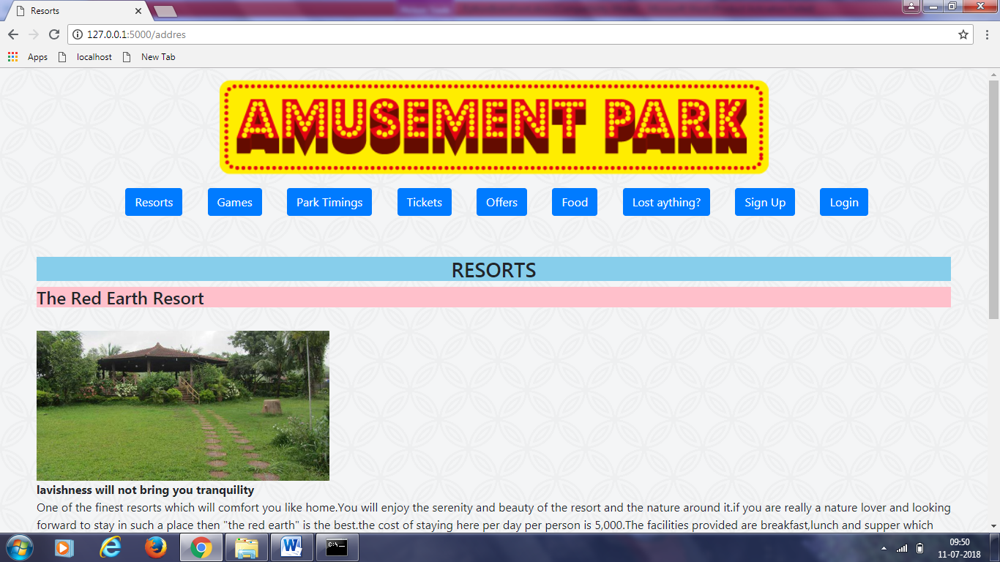 Resorts
127.0.0.1:5000/addres
Apps localhost New Tab
AMUSEMENT PARK
Resorts Games Park Timings Tickets Offers Food Lost aything? Sign Up Login
RESORTS
The Red Earth Resort
lavishness will not bring you tranquility
One of the finest resorts which will comfort you like home.You will enjoy the serenity and beauty of the resort and the nature around it.if you are really a nature lover and looking
forward to stay in such a place then "the red earth" is the best.the cost of staying here per day per person is 5,000.The facilities provided are breakfast,lunch and supper which
09:50
11-07-2018